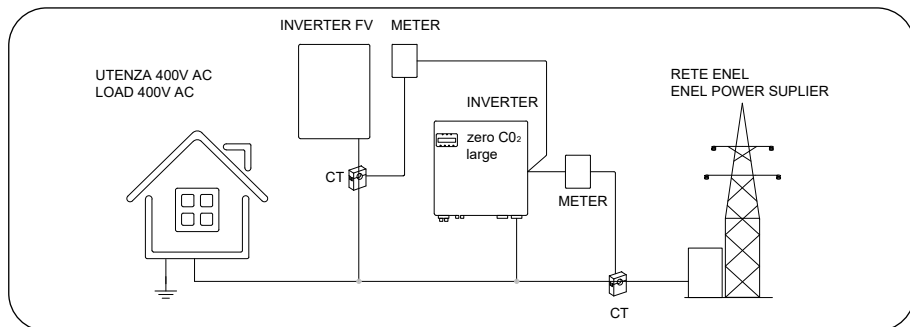 INVERTER FV
METER
UTENZA 400V AC
LOAD 400V AC
RETE ENEL
ENEL POWER SUPLIER
INVERTER
zero C0₂
large
CT
METER
CT